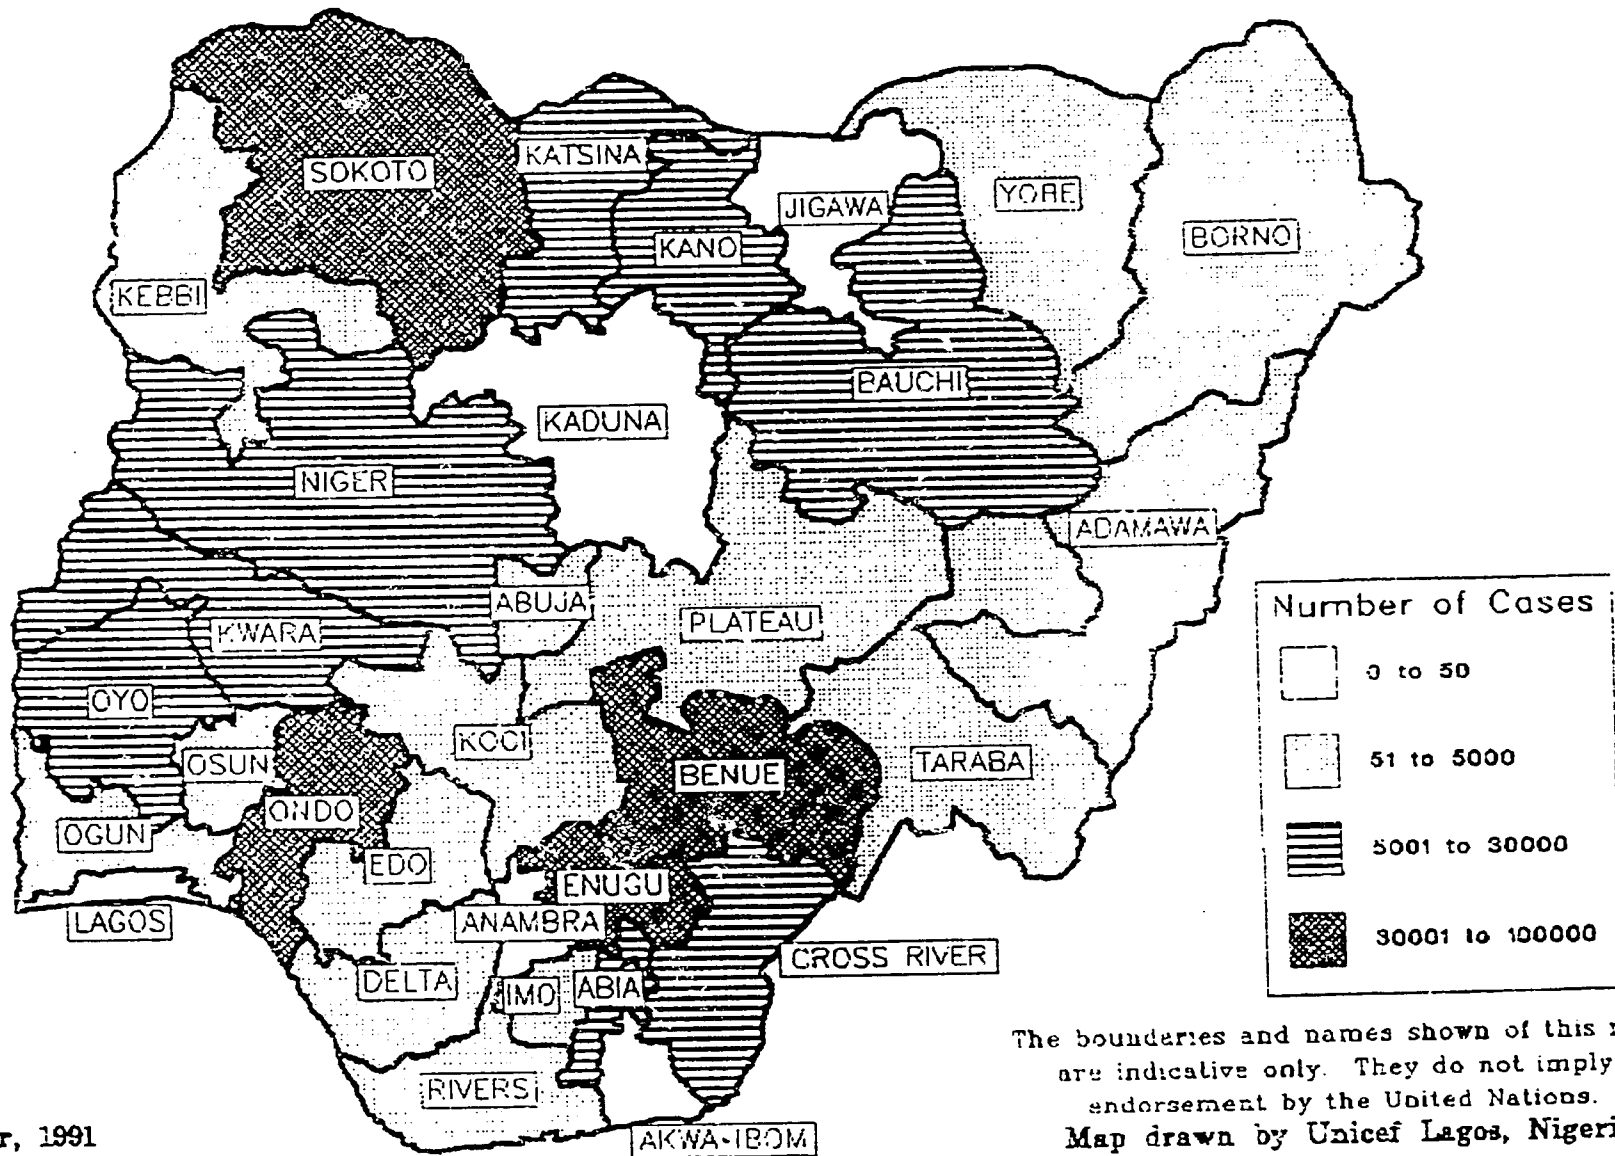 SOKOTO
KATSINA
JIGAWA
YOBE
BORNO
KANO
KEBBI
BAUCHI
KADUNA
NIGER
ADAMAWA
ABUJA
PLATEAU
KWARA
OYO
KOGI
OSUN
BENUE
TARABA
ONDO
OGUN
EDO
ENUGU
LAGOS
ANAMBRA
CROSS RIVER
DELTA
IMO
ABIA
RIVERS
AKWA-IBOM
Number of Cases
0 to 50
51 to 5000
5001 to 30000
30001 to 100000
The boundaries and names shown of this
are indicative only. They do not imply
endorsement by the United Nations.
Map drawn by Unicef Lagos, Nigeri
r, 1991